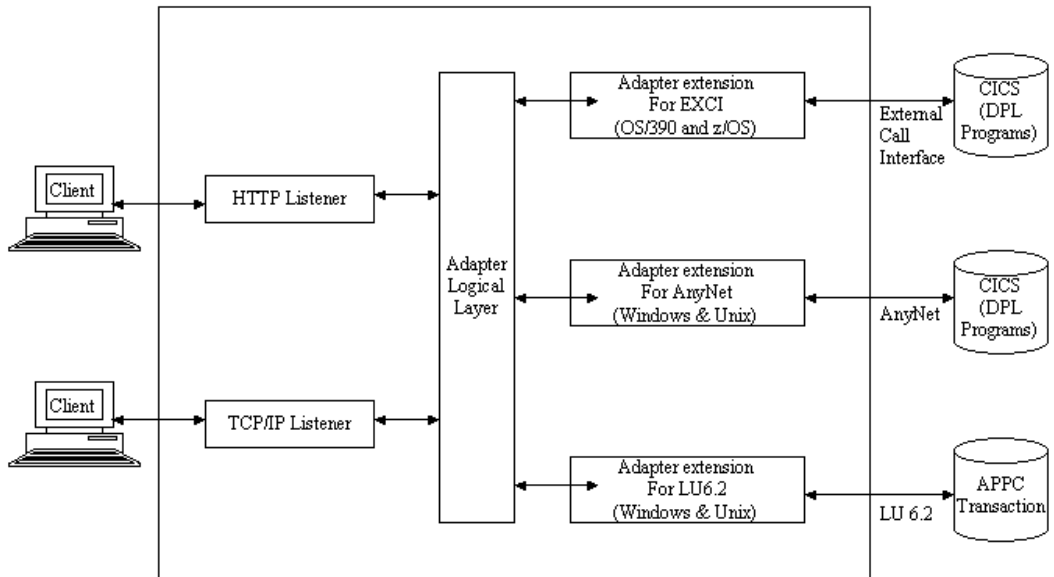 Adapter extension
For EXCI
(OS/390 and z/OS)
External
Call
Interface
CICS
(DPL
Programs)
Client
HTTP Listener
Adapter
Logical
Layer
Adapter extension
For AnyNet
(Windows & Unix)
AnyNet
CICS
(DPL
Programs)
Client
TCP/IP Listener
Adapter extension
For LU6.2
(Windows & Unix)
LU 6.2
APPC
Transaction